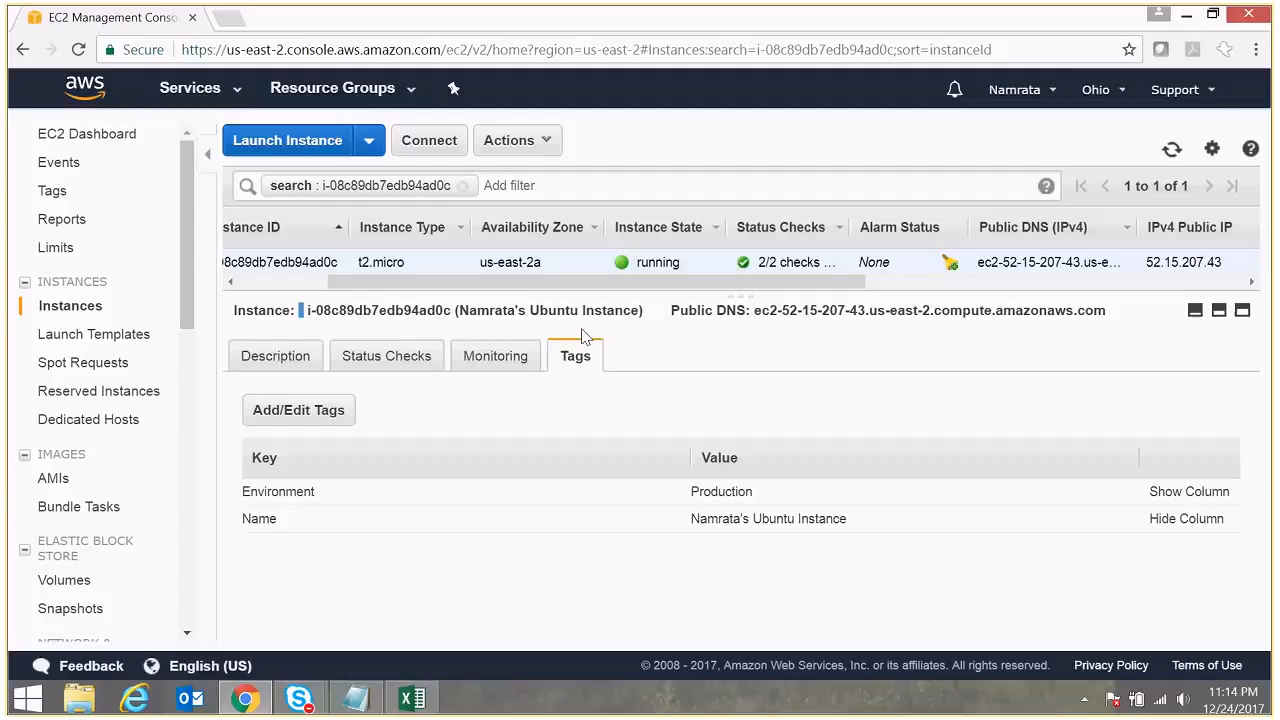 EC2 Management Conso
Secure
https://us-east-2.console.aws.amazon.com/ec2/v2/home?region=us-east-2#Instances:search=i-08c89db7edb94ad0c;sort=instanceId
aws
Services
Resource Groups
Namrata
Ohio
Support
EC2 Dashboard
Events
Tags
Reports
Limits
INSTANCES
Instances
Launch Templates
Spot Requests
Reserved Instances
Dedicated Hosts
IMAGES
AMIs
Bundle Tasks
ELASTIC BLOCK
STORE
Volumes
Snapshots
Launch Instance
Connect
Actions
search : i-08c89db7edb94ad0c
Add filter
1 to 1 of 1
stance ID
Instance Type
Availability Zone
Instance State
Status Checks
Alarm Status
Public DNS (IPv4)
IPv4 Public IP
08c89db7edb94ad0c
t2.micro
us-east-2a
running
2/2 checks ...
None
ec2-52-15-207-43.us-e...
52.15.207.43
Instance: i-08c89db7edb94ad0c (Namrata's Ubuntu Instance)
Public DNS: ec2-52-15-207-43.us-east-2.compute.amazonaws.com
Description
Status Checks
Monitoring
Tags
Add/Edit Tags
Key
Value
Environment
Production
Show Column
Name
Namrata's Ubuntu Instance
Hide Column
Feedback
English (US)
© 2008 - 2017, Amazon Web Services, Inc. or its affiliates. All rights reserved.
Privacy Policy
Terms of Use
11:14 PM
12/24/2017